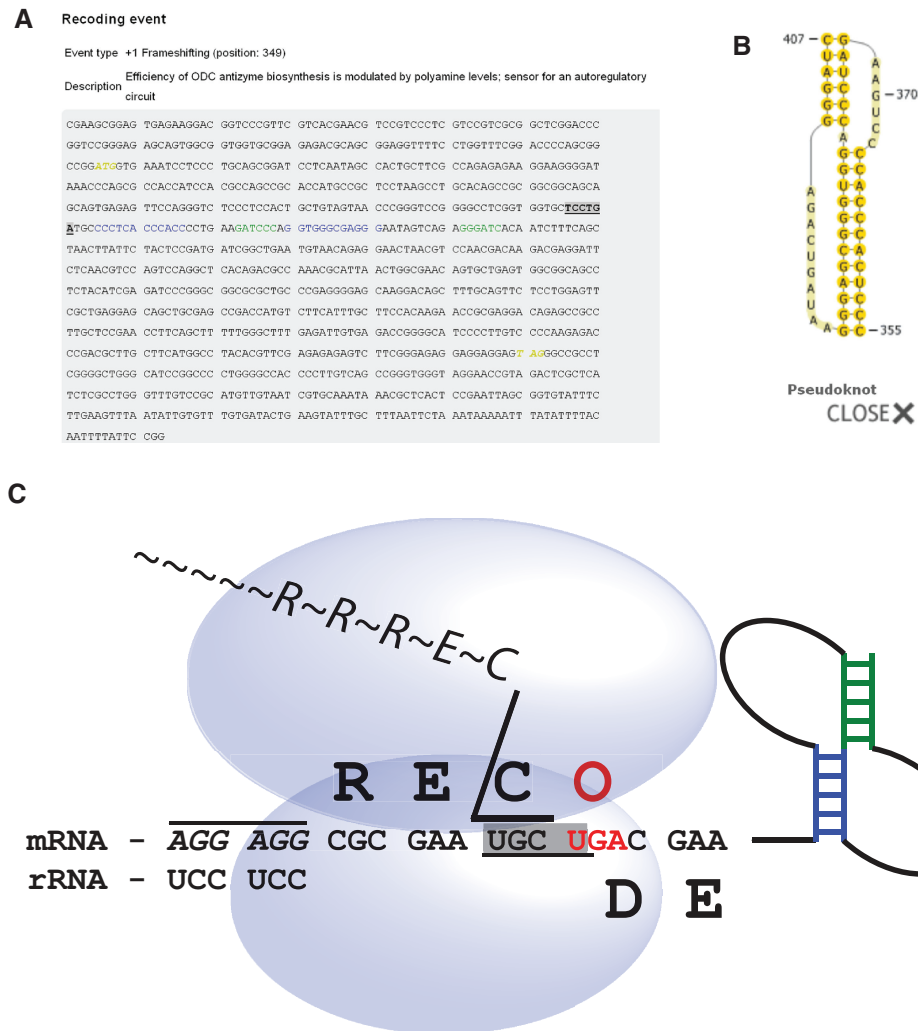 A
Recoding event
Event type +1 Frameshifting (position: 349)
Description Efficiency of ODC antizyme biosynthesis is modulated by polyamine levels; sensor for an autoregulatory
circuit
CGAAGCGGAG TGAGAAGGAC GGTCCCGTTCG GTCACGAACG TCCGTCCCTC GTCCGTCGCG GGCTCGGACCC
GGTCCGGGAG AGCAGTGGCG GTGGTGCGGA GAGACGCAGC GGAGGTTTTC CTGGTTTCGG ACCCCAGCGG
CCGGATGGTG AAATCCTCCC TGCAGCGGAT CCTCAATAGC CACTGCTTCG CCAGAGAGAA GGAAGGGGAT
AAACCCAGCG CCACCATCCA CGCCAGCCGC ACCATGCCGC TCCTAAGCCT GCACAGCCGC GGCGGCAGCA
GCAGTGAGAG TTCCAGGGTC TCCCTCCACT GCTGTAGTAA CCCGGGTCCG GGGCCTCGGT GGTGCTCCTG
ATGCCCCTCA CCCACCCCTG AAGATCCCAG GTGGGCGAGG GAATAGTCAG AGGGATCACA ATCTTTCAGC
TAACTTATTC TACTCCGATG ATCGGCTGAA TGTAACAGAG GAACTAACGT CCAACGACAA GACGAGGATT
CTCAACGTCC AGTCCAGGCT CACAGACGCC AAACGCATTA ACTGGCGAAC AGTGCTGAGT GGCGGCAGCC
TCTACATCGA GATCCCGGGC GGCGCGCTGC CCGAGGGGAG CAAGGACAGC TTTGCAGTTC TCCTGGAGTT
CGCTGAGGAG CAGCTGCGAG CCGACCATGT CTTCATTTGC TTCCACAAGA ACCGCGAGGA CAGAGCCGCC
TTGCTCCGAA CCTTCAGCTT TTTGGGCTTT GAGATTGTGA GACCGGGGCA TCCCCTTGTC CCCAAGAGAC
CCGACGCTTG CTTCATGGCC TACACGTTCG AGAGAGAGTC TTCGGGAGAG GAGGAGGAGT AGGGCCGCCT
CGGGGCTGGG CATCCGGCCC CTGGGGCCAC CCCTTGTCAG CCGGGTGGGT AGGAACCGTA GACTCGCTCA
TCTCGCCTGG GTTTGTCCGC ATGTTGTAAT CGTGCAAATA AACGCTCACT CCGAATTAGC GGTGTATTTC
TTGAAGTTTA ATATTGTGTT TGTGATACTG AAGTATTTGC TTTAATTCTA AATAAAAATT TATATTTTAC
AATTTTATTC CGG
B
407
370
355
Pseudoknot
CLOSE X
C
~~~~~R~R~R~E~C
R E C O
mRNA - AGG AGG CGC GAA UGC UGAC GAA
rRNA - UCC UCC
D E